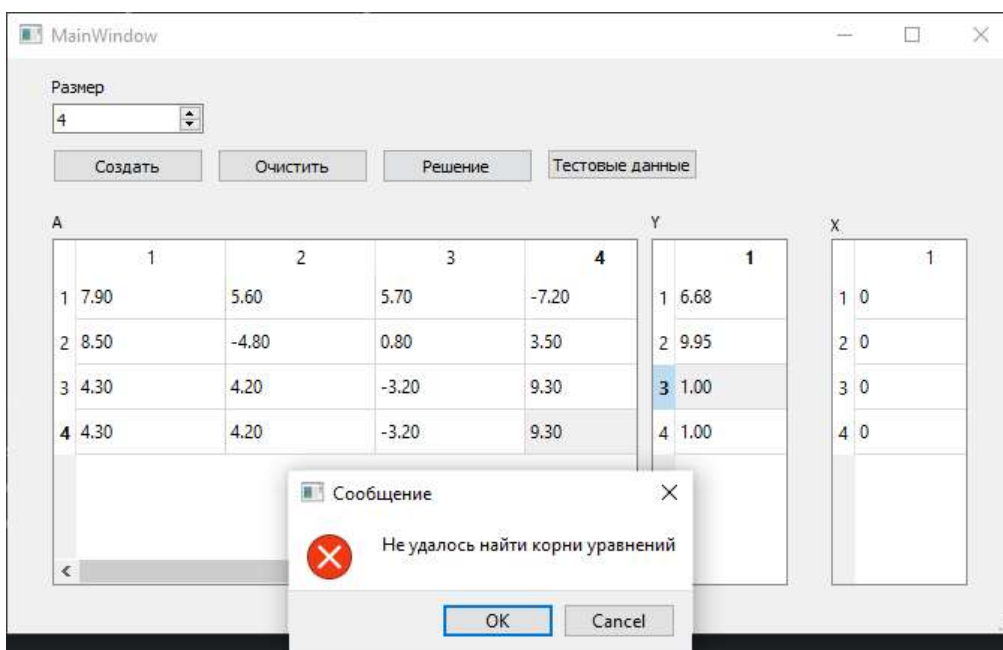 MainWindow
Размер
4
Создать Очистить Решение Тестовые данные
A Y X
1 2 3 4 1 1
1 7.90 5.60 5.70 -7.20 1 6.68 1 0
2 8.50 -4.80 0.80 3.50 2 9.95 2 0
3 4.30 4.20 -3.20 9.30 3 1.00 3 0
4 4.30 4.20 -3.20 9.30 4 1.00 4 0
Сообщение
Не удалось найти корни уравнений
OK Cancel